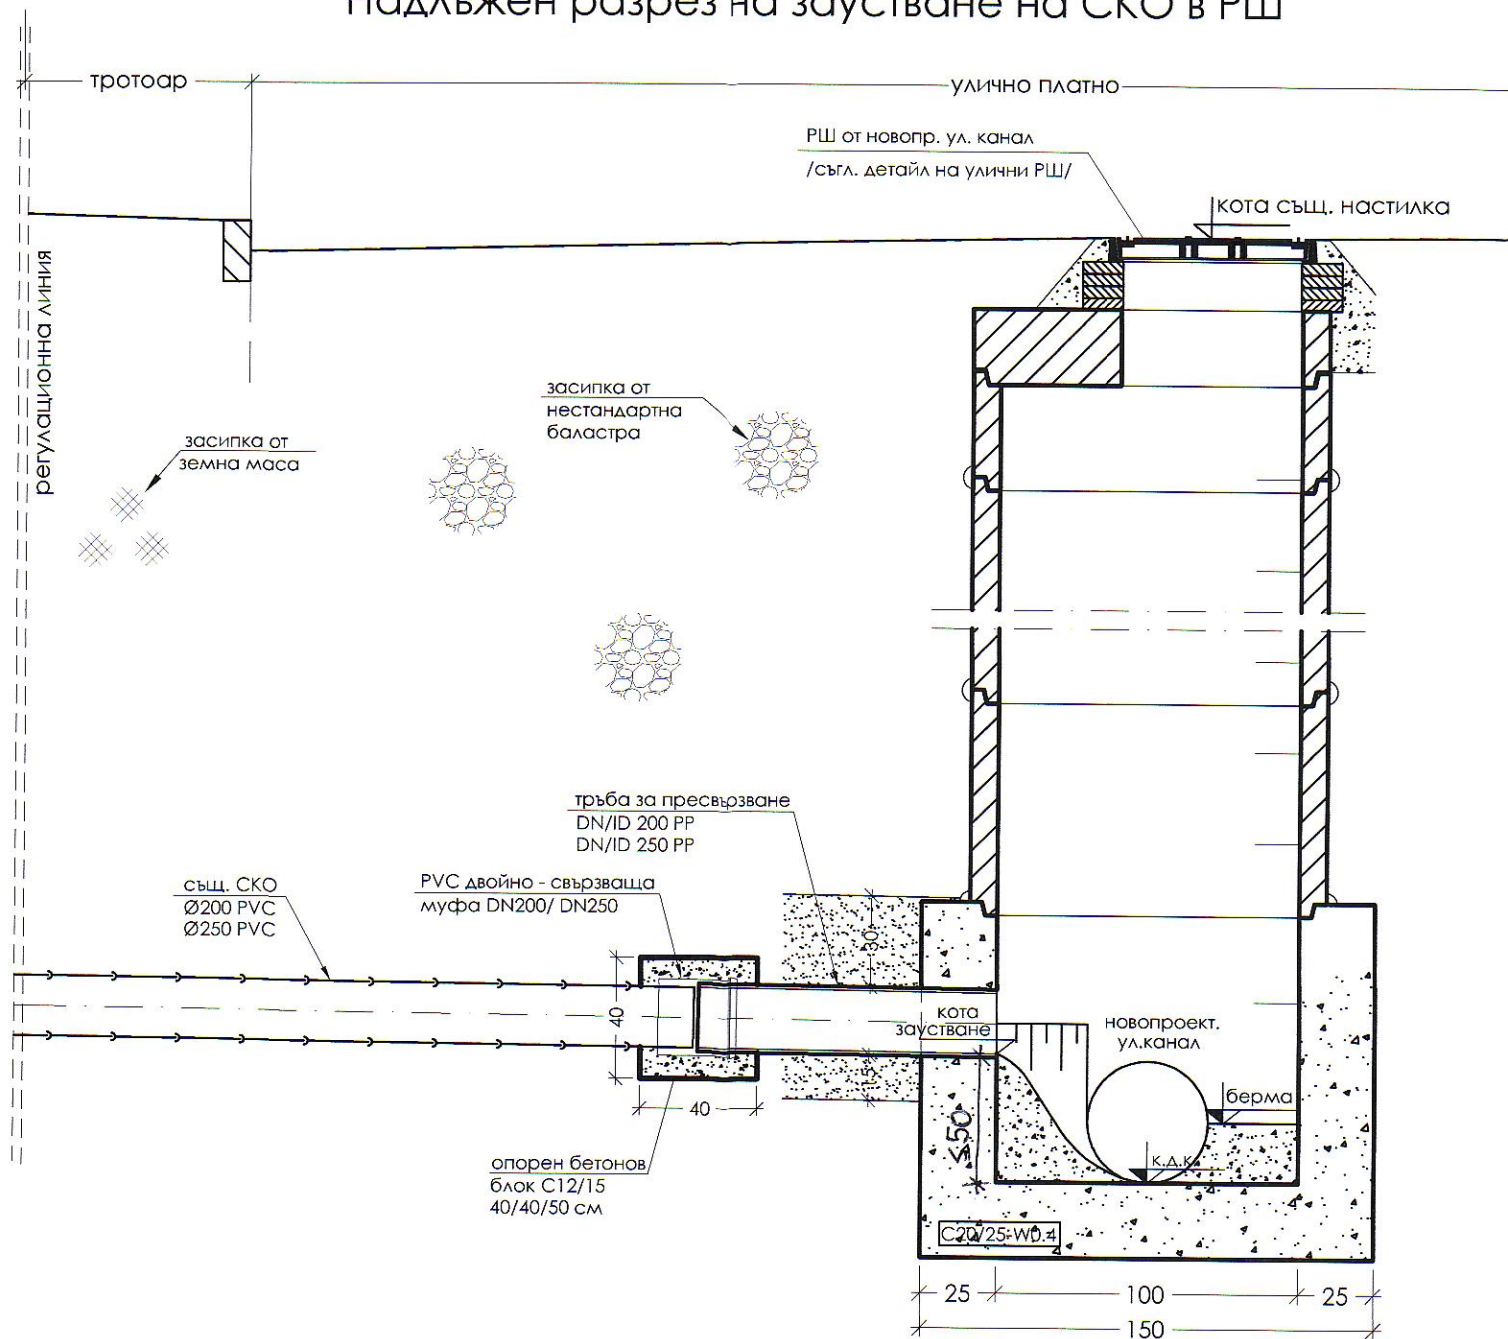 Надлъжен разрез на заустване на СКО в РШ
тротоар
улично платно
РШ от новопр. ул. канал
/съгл. детайл на улични РШ/
кота същ. настилка
регулационна линия
засипка от
нестандартна
баластра
засипка от
земна маса
тръба за пресвързване
DN/ID 200 PP
DN/ID 250 PP
същ. СКО
Ø200 PVC
Ø250 PVC
PVC двойно - свързваща
муфа DN200/ DN250
30
40
кота
заустване
новопроект.
ул.канал
15
40
берма
≤50
к.д.к.
опорен бетонов
блок C12/15
40/40/50 см
C20/25-W0.4
25
100
25
150